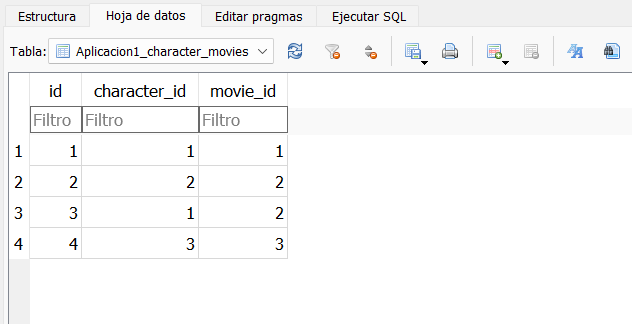 Estructura Hoja de datos Editar pragmas Ejecutar SQL
Tabla: Aplicacion1_character_movies
id character_id movie_id
Filtro Filtro Filtro
1 1 1 1
2 2 2 2
3 3 1 2
4 4 3 3